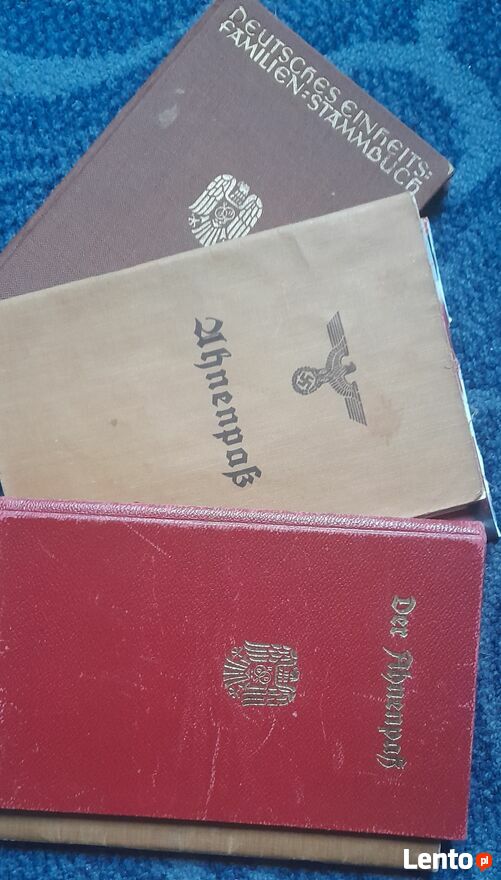 DEUTSCHES EINHEITS:
FAMILIEN=STAMMBUCH
Ahnenpaß
Der Ahnenpaß
Lento.pl